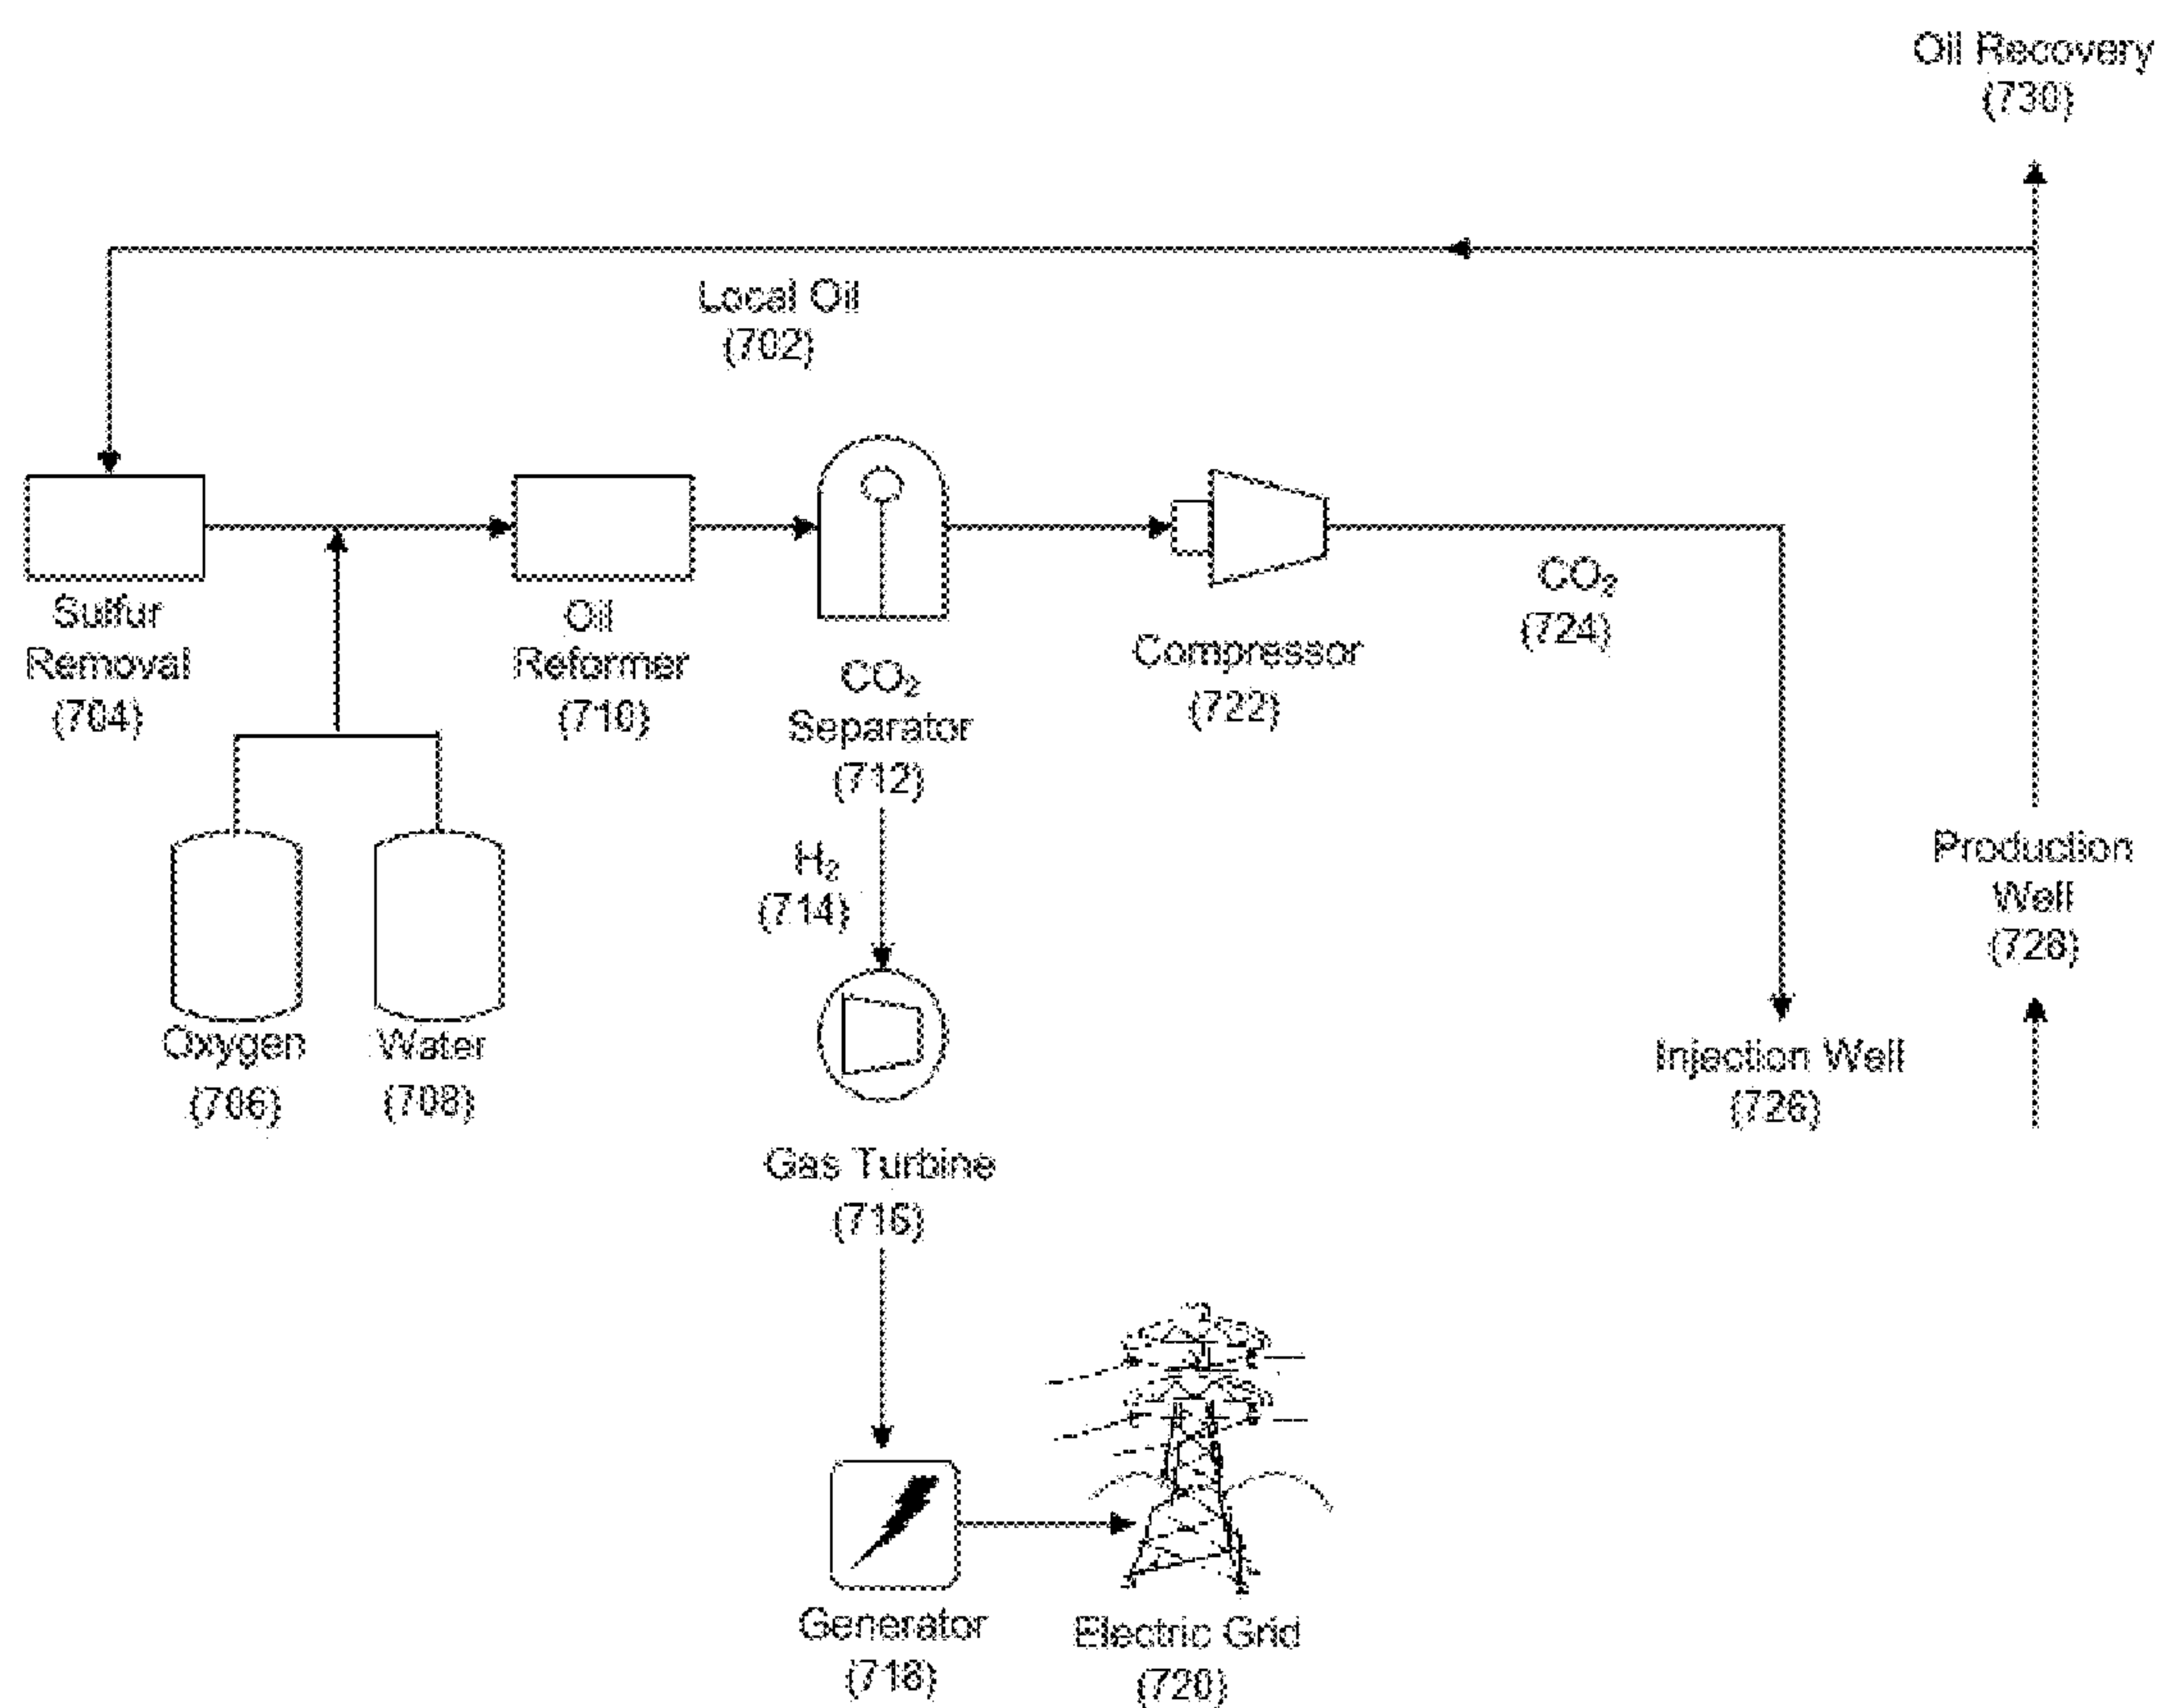 Oil Recovery
(730)
Local Oil
(702)
Sulfur
Removal
(704)
Oil
Reformer
(710)
CO₂
Separator
(712)
Compressor
(722)
CO₂
(724)
H₂
(714)
Production
Well
(728)
Oxygen
(706)
Water
(708)
Injection Well
(726)
Gas Turbine
(716)
Generator
(718)
Electric Grid
(720)